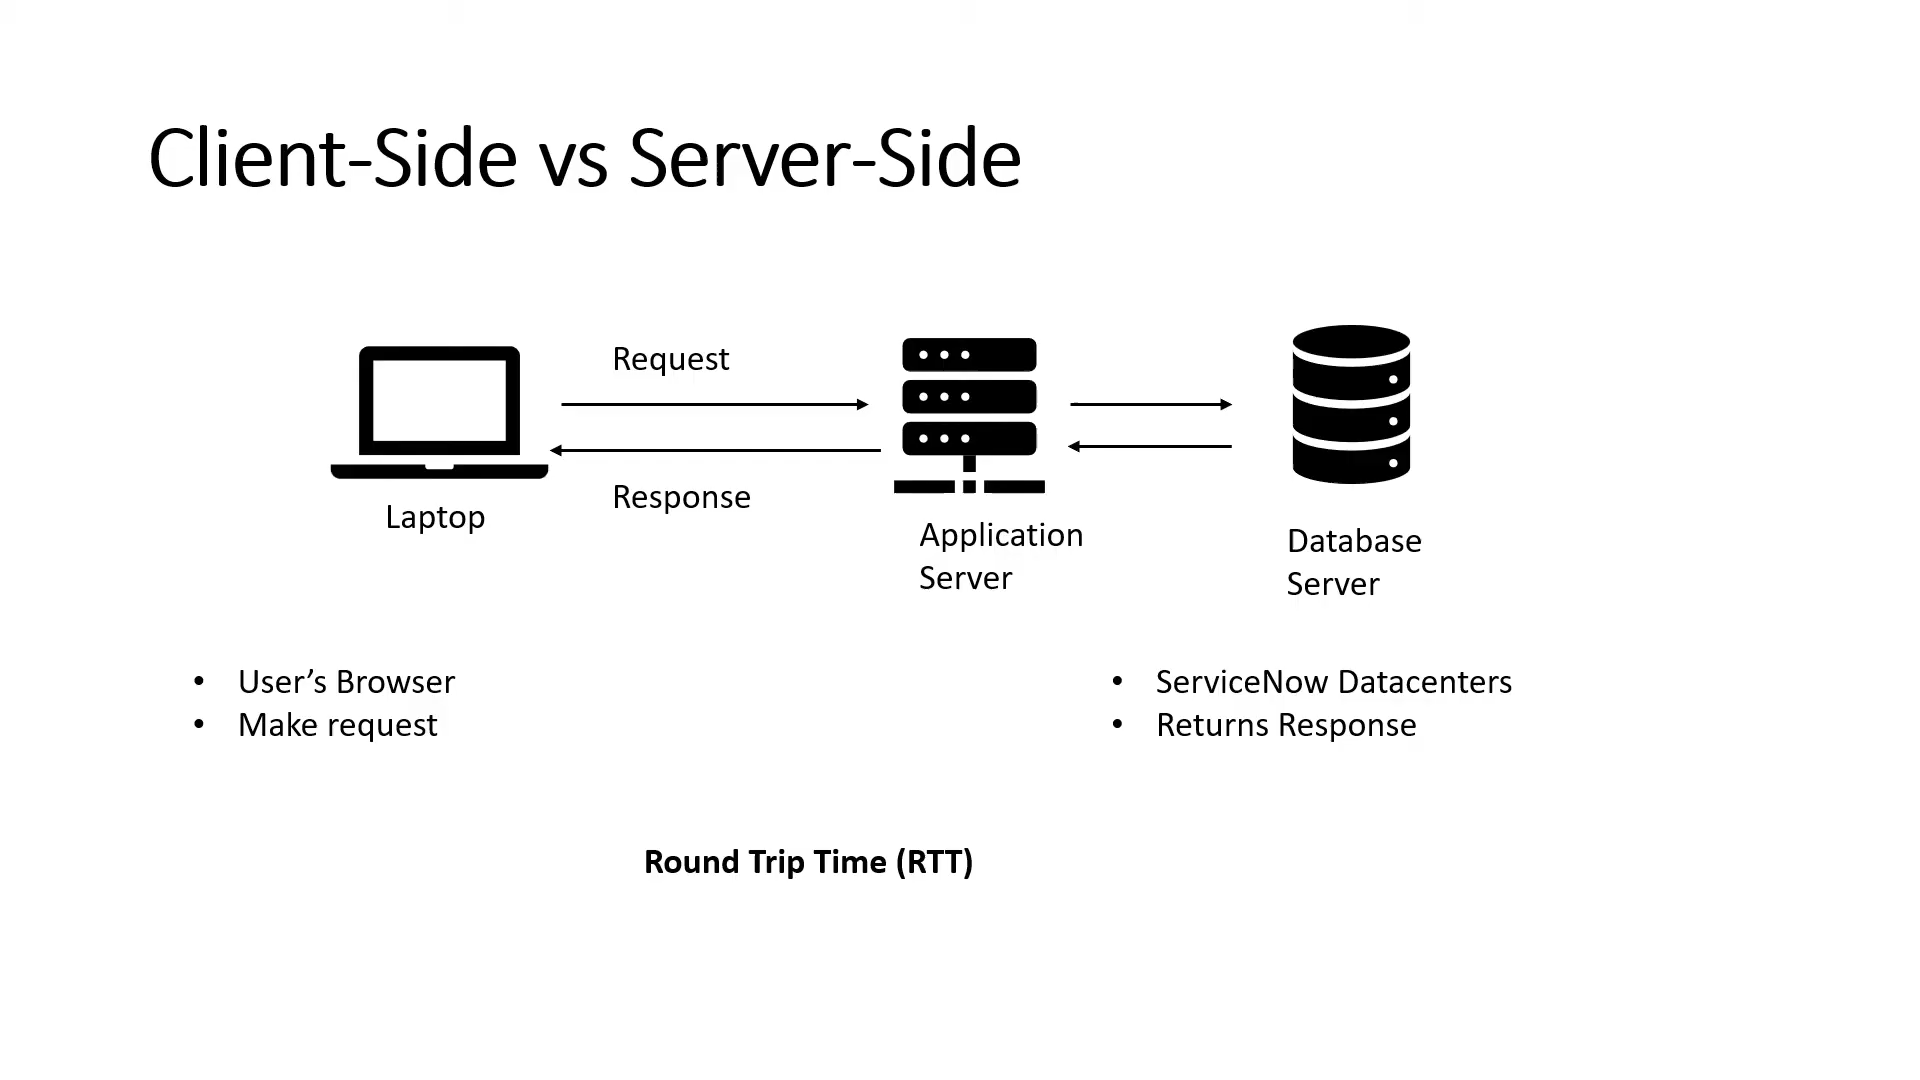 Client-Side vs Server-Side
Request
Response
Laptop
Application
Server
Database
Server
• User’s Browser
• Make request
• ServiceNow Datacenters
• Returns Response
Round Trip Time (RTT)